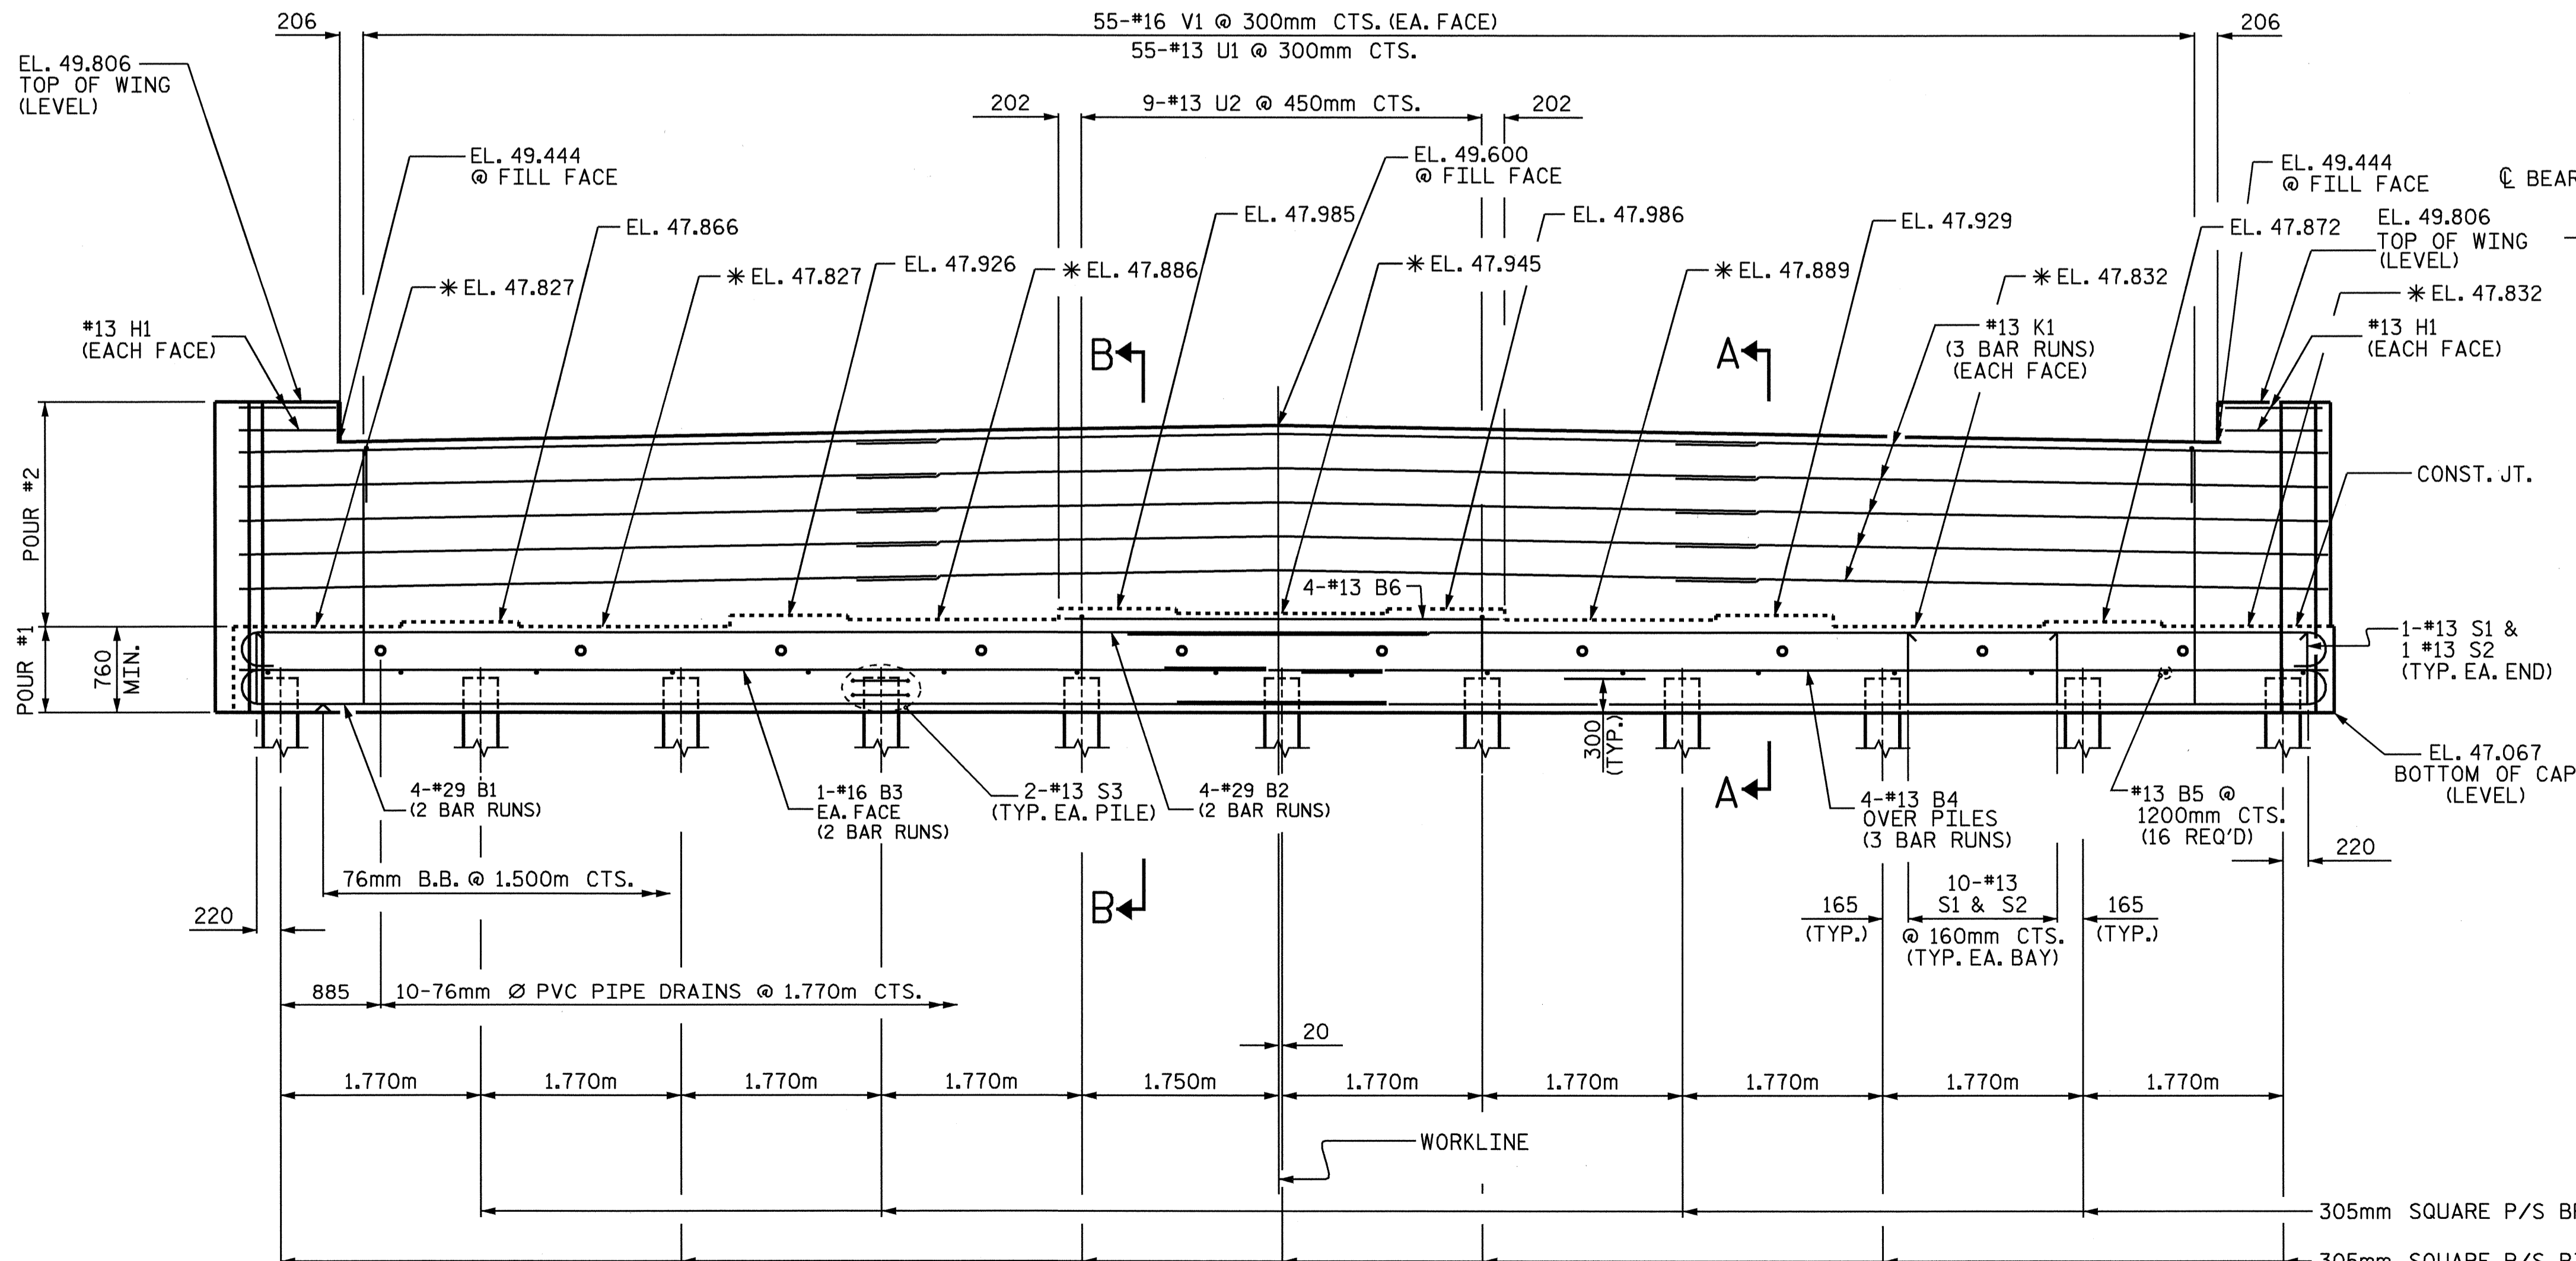 206
55-#16 V1 @ 300mm CTS. (EA. FACE)
55-#13 U1 @ 300mm CTS.
206
EL. 49.806
TOP OF WING
(LEVEL)
202
9-#13 U2 @ 450mm CTS.
202
EL. 49.444
@ FILL FACE
EL. 49.600
@ FILL FACE
EL. 49.444
@ FILL FACE
℄ BEAR
EL. 47.866
EL. 47.985
EL. 47.986
EL. 47.929
EL. 47.872
EL. 49.806
TOP OF WING
(LEVEL)
✳ EL. 47.827
✳ EL. 47.827
EL. 47.926
✳ EL. 47.886
✳ EL. 47.945
✳ EL. 47.889
✳ EL. 47.832
✳ EL. 47.832
#13 H1
(EACH FACE)
B
A
#13 K1
(3 BAR RUNS)
(EACH FACE)
#13 H1
(EACH FACE)
POUR #2
CONST. JT.
4-#13 B6
POUR #1
760
MIN.
1-#13 S1 &
1 #13 S2
(TYP. EA. END)
300
(TYP.)
EL. 47.067
BOTTOM OF CAP
(LEVEL)
4-#29 B1
(2 BAR RUNS)
1-#16 B3
EA. FACE
(2 BAR RUNS)
2-#13 S3
(TYP. EA. PILE)
4-#29 B2
(2 BAR RUNS)
A
4-#13 B4
OVER PILES
(3 BAR RUNS)
#13 B5 @
1200mm CTS.
(16 REQ'D)
220
76mm B.B. @ 1.500m CTS.
B
220
165
(TYP.)
10-#13
S1 & S2
@ 160mm CTS.
(TYP. EA. BAY)
165
(TYP.)
885
10-76mm Ø PVC PIPE DRAINS @ 1.770m CTS.
20
1.770m
1.770m
1.770m
1.770m
1.750m
1.770m
1.770m
1.770m
1.770m
1.770m
WORKLINE
305mm SQUARE P/S
305mm SQUARE P/S